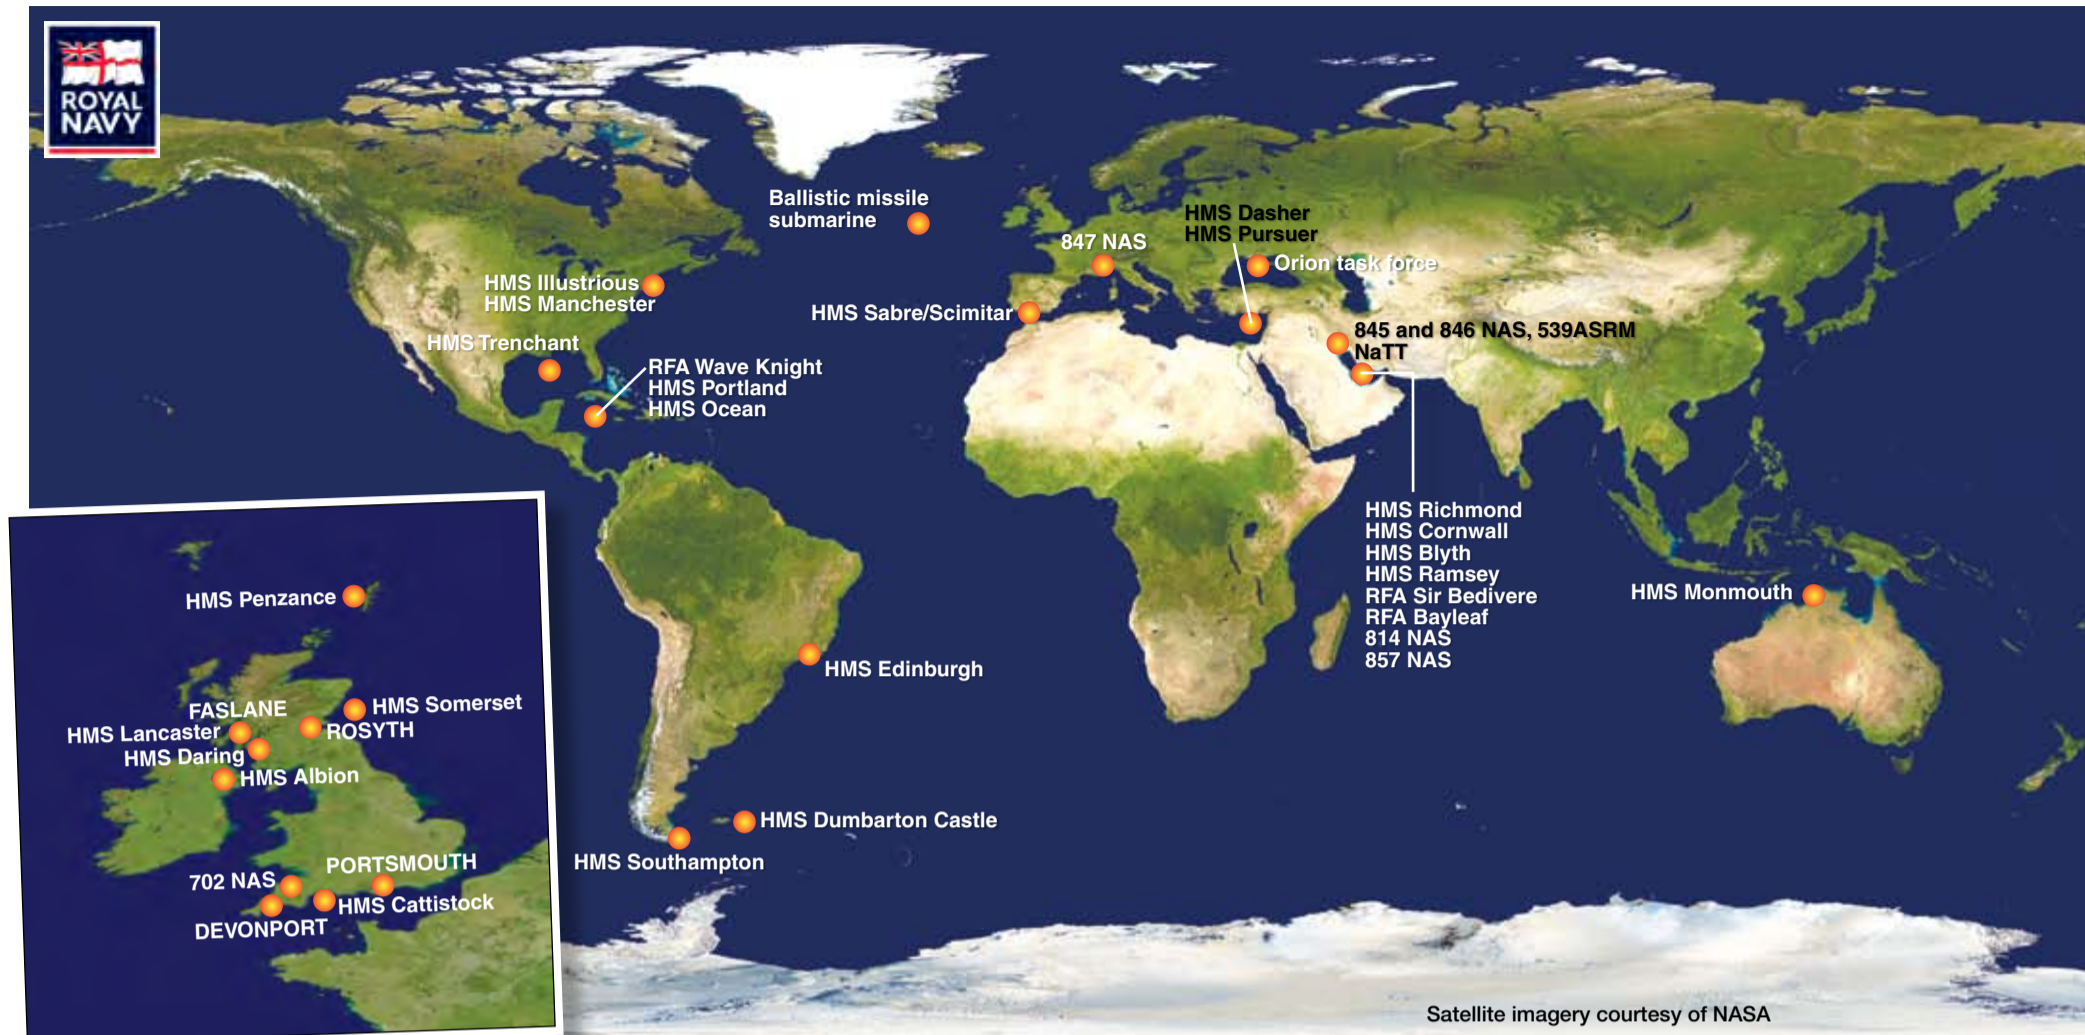 ROYAL
NAVY
Ballistic missile
submarine
HMS Dasher
HMS Pursuer
847 NAS
Orion task force
HMS Illustrious
HMS Manchester
HMS Sabre/Scimitar
HMS Trenchant
845 and 846 NAS, 539ASRM
NaTT
RFA Wave Knight
HMS Portland
HMS Ocean
HMS Richmond
HMS Cornwall
HMS Blyth
HMS Ramsey
RFA Sir Bedivere
RFA Bayleaf
814 NAS
857 NAS
HMS Monmouth
HMS Edinburgh
HMS Dumbarton Castle
HMS Southampton
HMS Penzance
FASLANE
HMS Somerset
HMS Lancaster
ROSYTH
HMS Daring
HMS Albion
PORTSMOUTH
702 NAS
HMS Cattistock
DEVONPORT
Satellite imagery courtesy of NASA